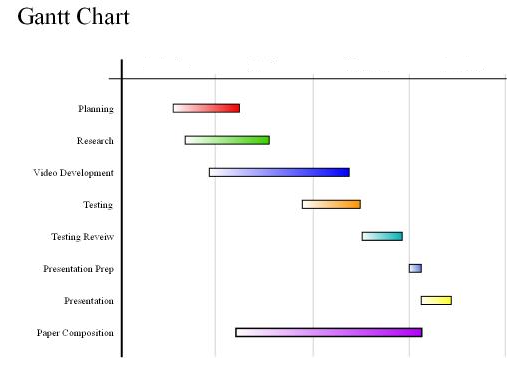 Gantt Chart
Planning
Research
Video Development
Testing
Testing Reveiw
Presentation Prep
Presentation
Paper Composition